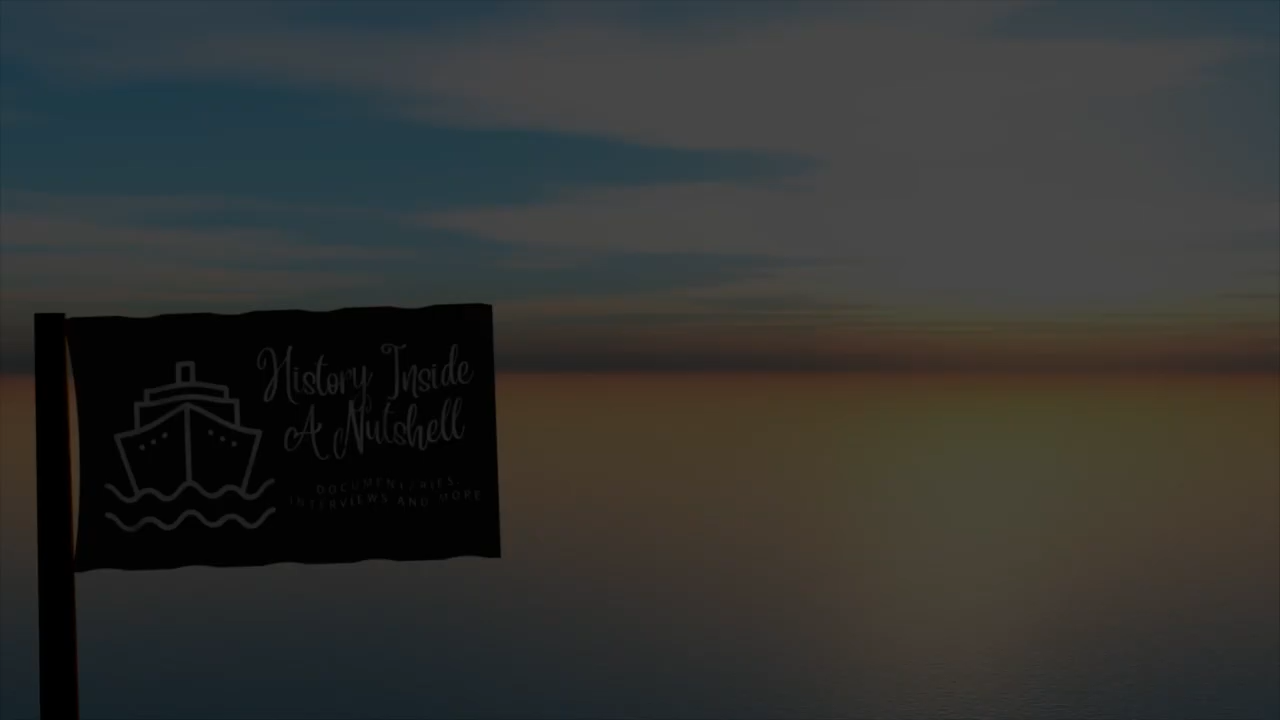 History Inside
A Nutshell
DOCUMENTARIES,
INTERVIEWS AND MORE